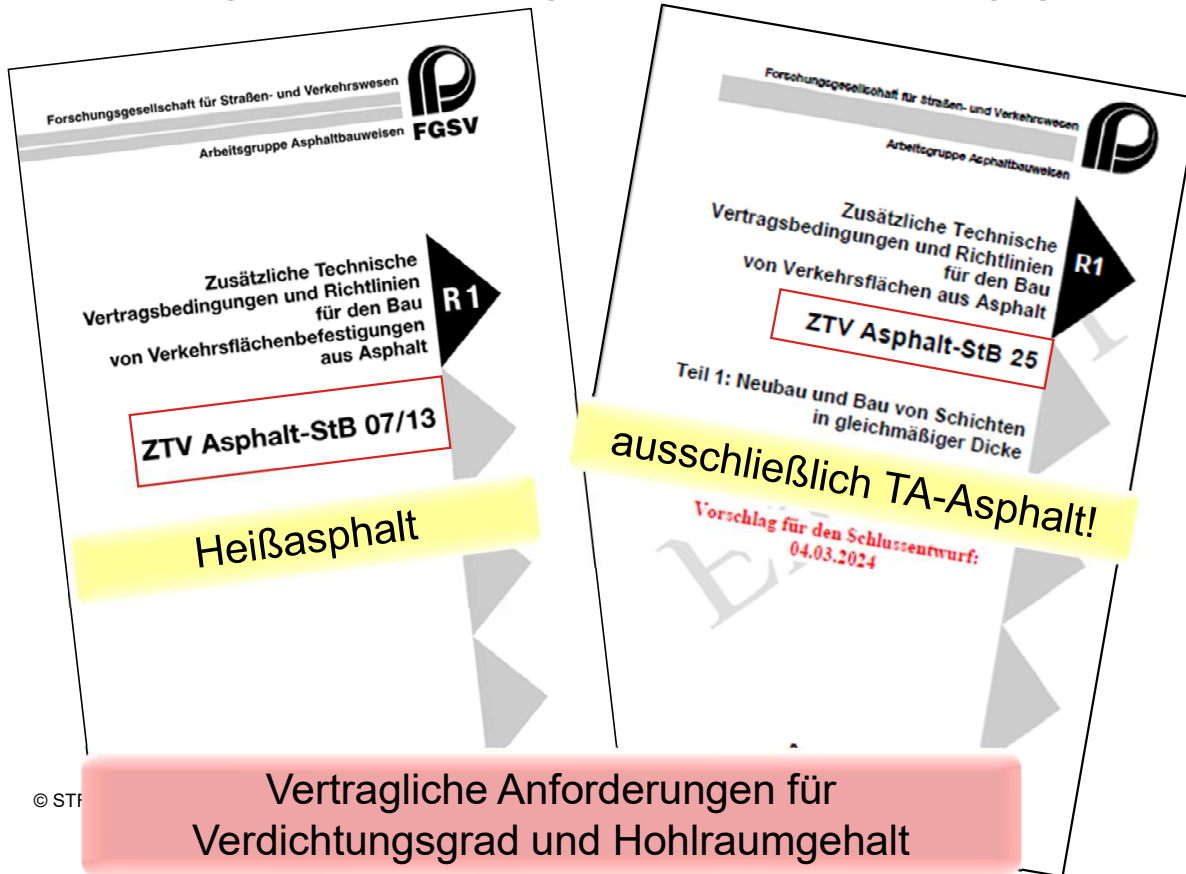 Forschungsgesellschaft für Straßen- und Verkehrswesen
FGSV
Arbeitsgruppe Asphaltbauweisen
Zusätzliche Technische
Vertragsbedingungen und Richtlinien
für den Bau
von Verkehrsflächenbefestigungen
aus Asphalt
R 1
ZTV Asphalt-StB 07/13
Heißasphalt
Forschungsgesellschaft für Straßen- und Verkehrswesen
Arbeitsgruppe Asphaltbauweisen
Zusätzliche Technische
Vertragsbedingungen und Richtlinien
für den Bau
von Verkehrsflächen aus Asphalt
R1
ZTV Asphalt-StB 25
Teil 1: Neubau und Bau von Schichten
in gleichmäßiger Dicke
ausschließlich TA-Asphalt!
Vorschlag für den Schlussentwurf:
04.03.2024
© STR
Vertragliche Anforderungen für
Verdichtungsgrad und Hohlraumgehalt